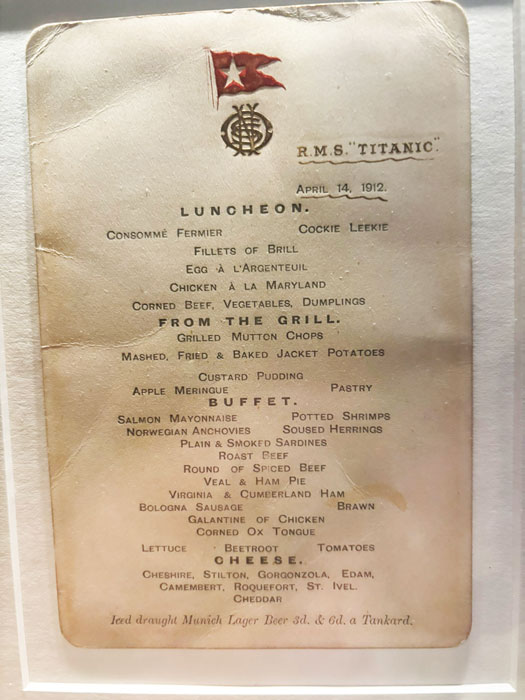 R.M.S. "TITANIC".
APRIL 14, 1912.
LUNCHEON.
CONSOMMÉ FERMIER COCKIE LEEKIE
FILLETS OF BRILL
EGG À L'ARGENTEUIL
CHICKEN À LA MARYLAND
CORNED BEEF, VEGETABLES, DUMPLINGS
FROM THE GRILL.
GRILLED MUTTON CHOPS
MASHED, FRIED & BAKED JACKET POTATOES
CUSTARD PUDDING
APPLE MERINGUE PASTRY
BUFFET.
SALMON MAYONNAISE POTTED SHRIMPS
NORWEGIAN ANCHOVIES SOUSED HERRINGS
PLAIN & SMOKED SARDINES
ROAST BEEF
ROUND OF SPICED BEEF
VEAL & HAM PIE
VIRGINIA & CUMBERLAND HAM
BOLOGNA SAUSAGE BRAWN
GALANTINE OF CHICKEN
CORNED OX TONGUE
LETTUCE BEETROOT TOMATOES
CHEESE.
CHESHIRE, STILTON, GORGONZOLA, EDAM,
CAMEMBERT, ROQUEFORT, ST. IVEL.
CHEDDAR
Iced draught Munich Lager Beer 3d. & 6d. a Tankard.